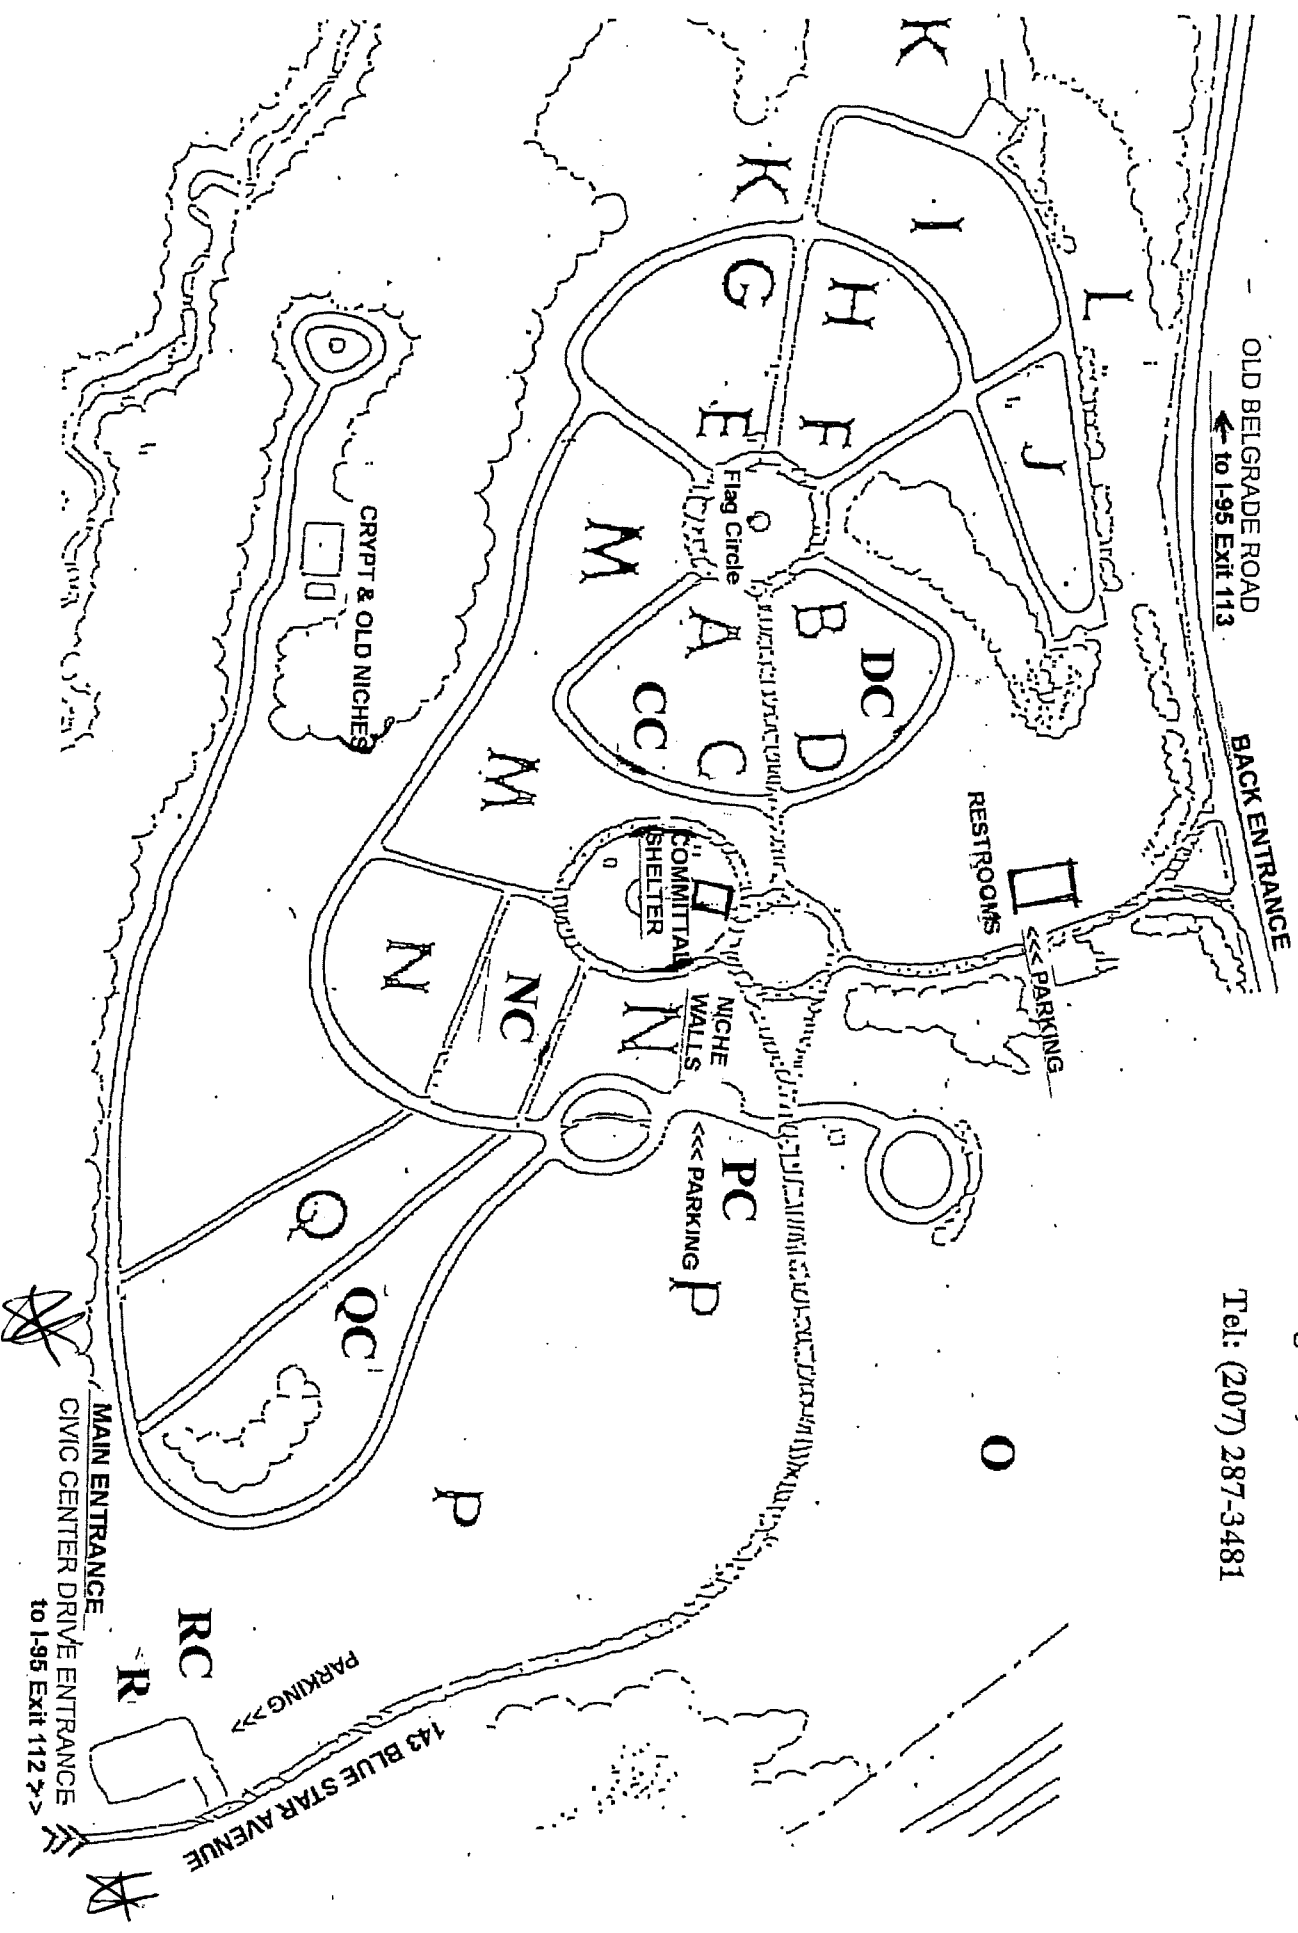 Tel: (207) 287-3481
OLD BELGRADE ROAD
<- to I-95 Exit 113
BACK ENTRANCE
L
RESTROOMS
<<< PARKING
J
O
K
I
H
F
B
DC
D
K
G
E
Flag Circle
A
C
CC
COMMITTAL
SHELTER
NICHE
WALLS
PC
<<< PARKING
P
M
M
N
NC
N
P
CRYPT & OLD NICHES
Q
QC
PARKING >>>
143 BLUE STAR AVENUE
RC
R
MAIN ENTRANCE
CIVIC CENTER DRIVE ENTRANCE
to I-95 Exit 112 >>